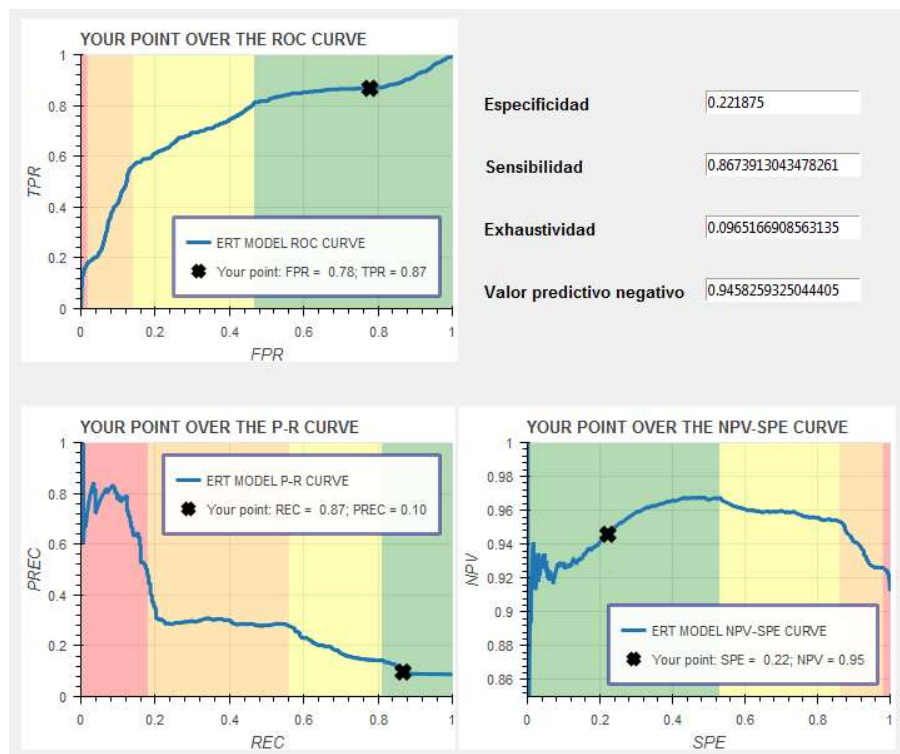 YOUR POINT OVER THE ROC CURVE
1
0.8
0.6
0.4
0.2
0
TPR
ERT MODEL ROC CURVE
Your point: FPR = 0.78; TPR = 0.87
0
0.2
0.4
0.6
0.8
1
FPR
Especificidad
0.221875
Sensibilidad
0.8673913043478261
Exhaustividad
0.0965166908563135
Valor predictivo negativo
0.9458259325044405
YOUR POINT OVER THE P-R CURVE
1
0.8
0.6
0.4
0.2
0
PREC
ERT MODEL P-R CURVE
Your point: REC = 0.87; PREC = 0.10
0
0.2
0.4
0.6
0.8
1
REC
YOUR POINT OVER THE NPV-SPE CURVE
1
0.98
0.96
0.94
0.92
0.9
0.88
0.86
NPV
ERT MODEL NPV-SPE CURVE
Your point: SPE = 0.22; NPV = 0.95
0
0.2
0.4
0.6
0.8
1
SPE